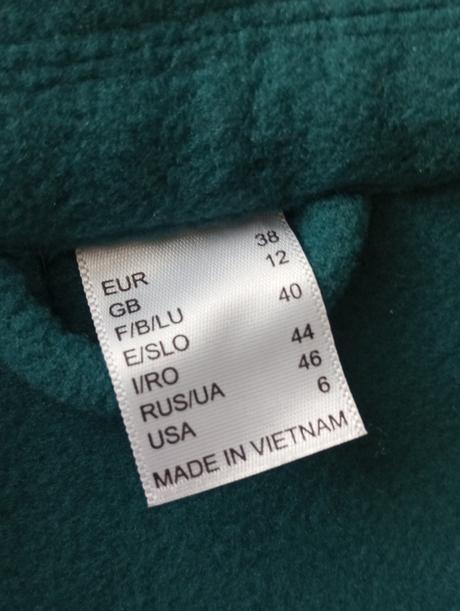 EUR 38
GB 12
F/B/LU 40
E/SLO
I/RO 44
RUS/UA 46
USA 6
MADE IN VIETNAM